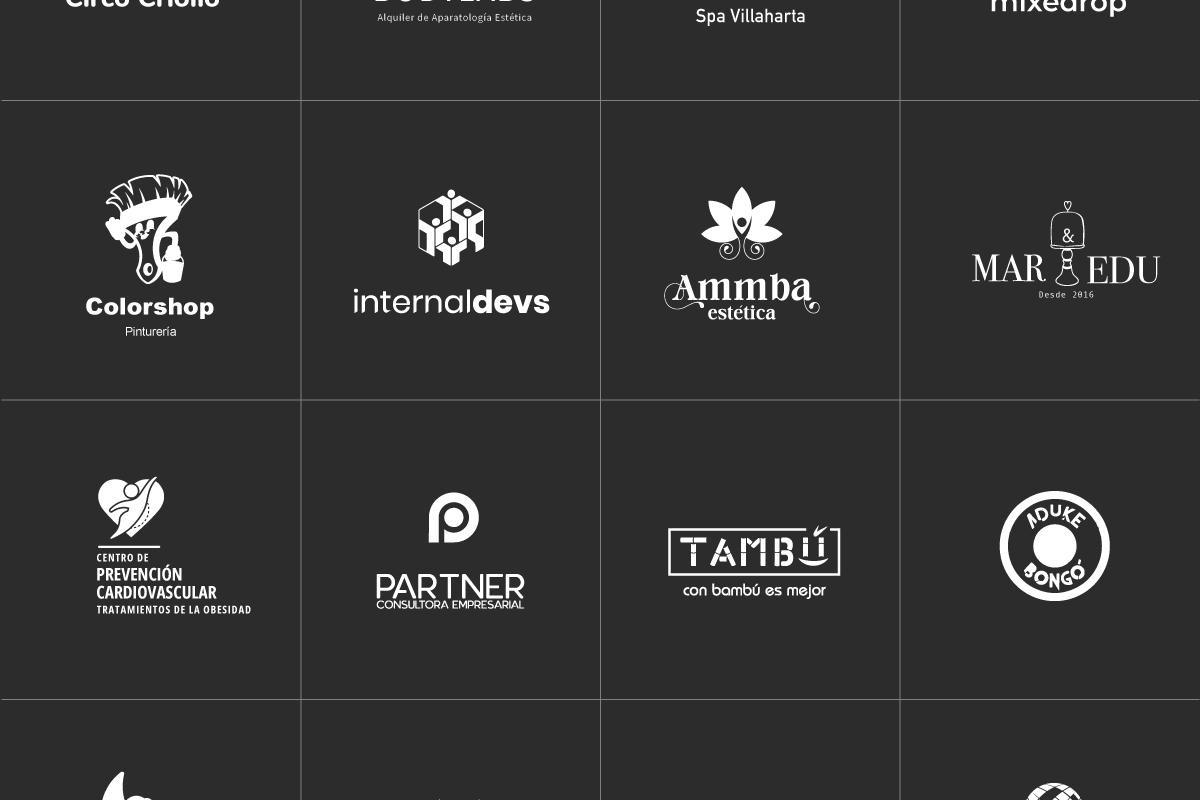 Circo Criollo
Alquiler de Aparatología Estética
Spa Villaharta
mixedrop
Colorshop
Pinturería
internaldevs
Ammba
estética
&
MAR EDU
Desde 2016
CENTRO DE
PREVENCIÓN
CARDIOVASCULAR
TRATAMIENTOS DE LA OBESIDAD
PARTNER
CONSULTORA EMPRESARIAL
TAMBÚ
con bambú es mejor
ADUKE
BONGÓ